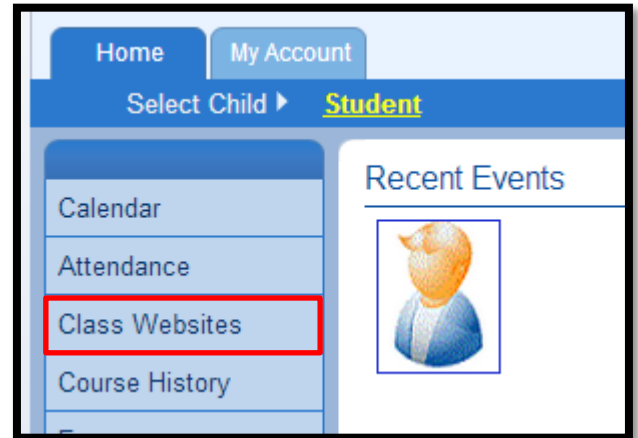 Home My Account
Select Child Student
Calendar
Attendance
Class Websites
Course History
Recent Events